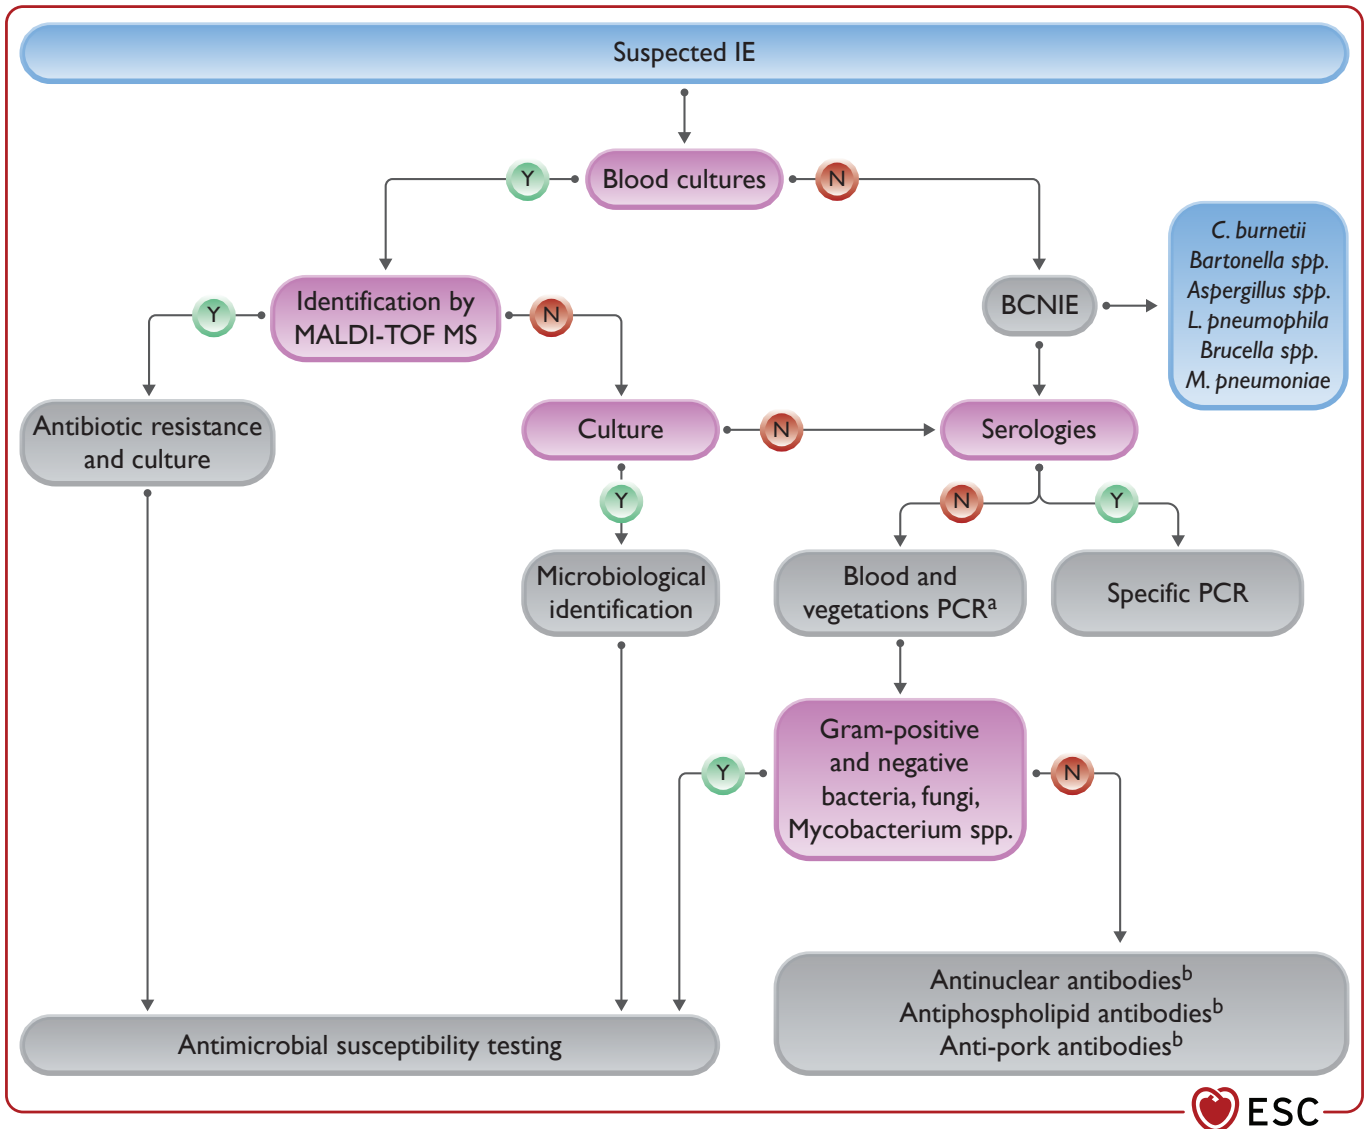 Suspected IE
Y
Blood cultures
N
C. burnetii
Bartonella spp.
Aspergillus spp.
L. pneumophila
Brucella spp.
M. pneumoniae
Y
Identification by
MALDI-TOF MS
N
BCNIE
Antibiotic resistance
and culture
Culture
N
Serologies
Y
N
Y
Microbiological
identification
Blood and
vegetations PCRa
Specific PCR
Y
Gram-positive
and negative
bacteria, fungi,
Mycobacterium spp.
N
Antinuclear antibodiesb
Antiphospholipid antibodiesb
Anti-pork antibodiesb
Antimicrobial susceptibility testing
ESC